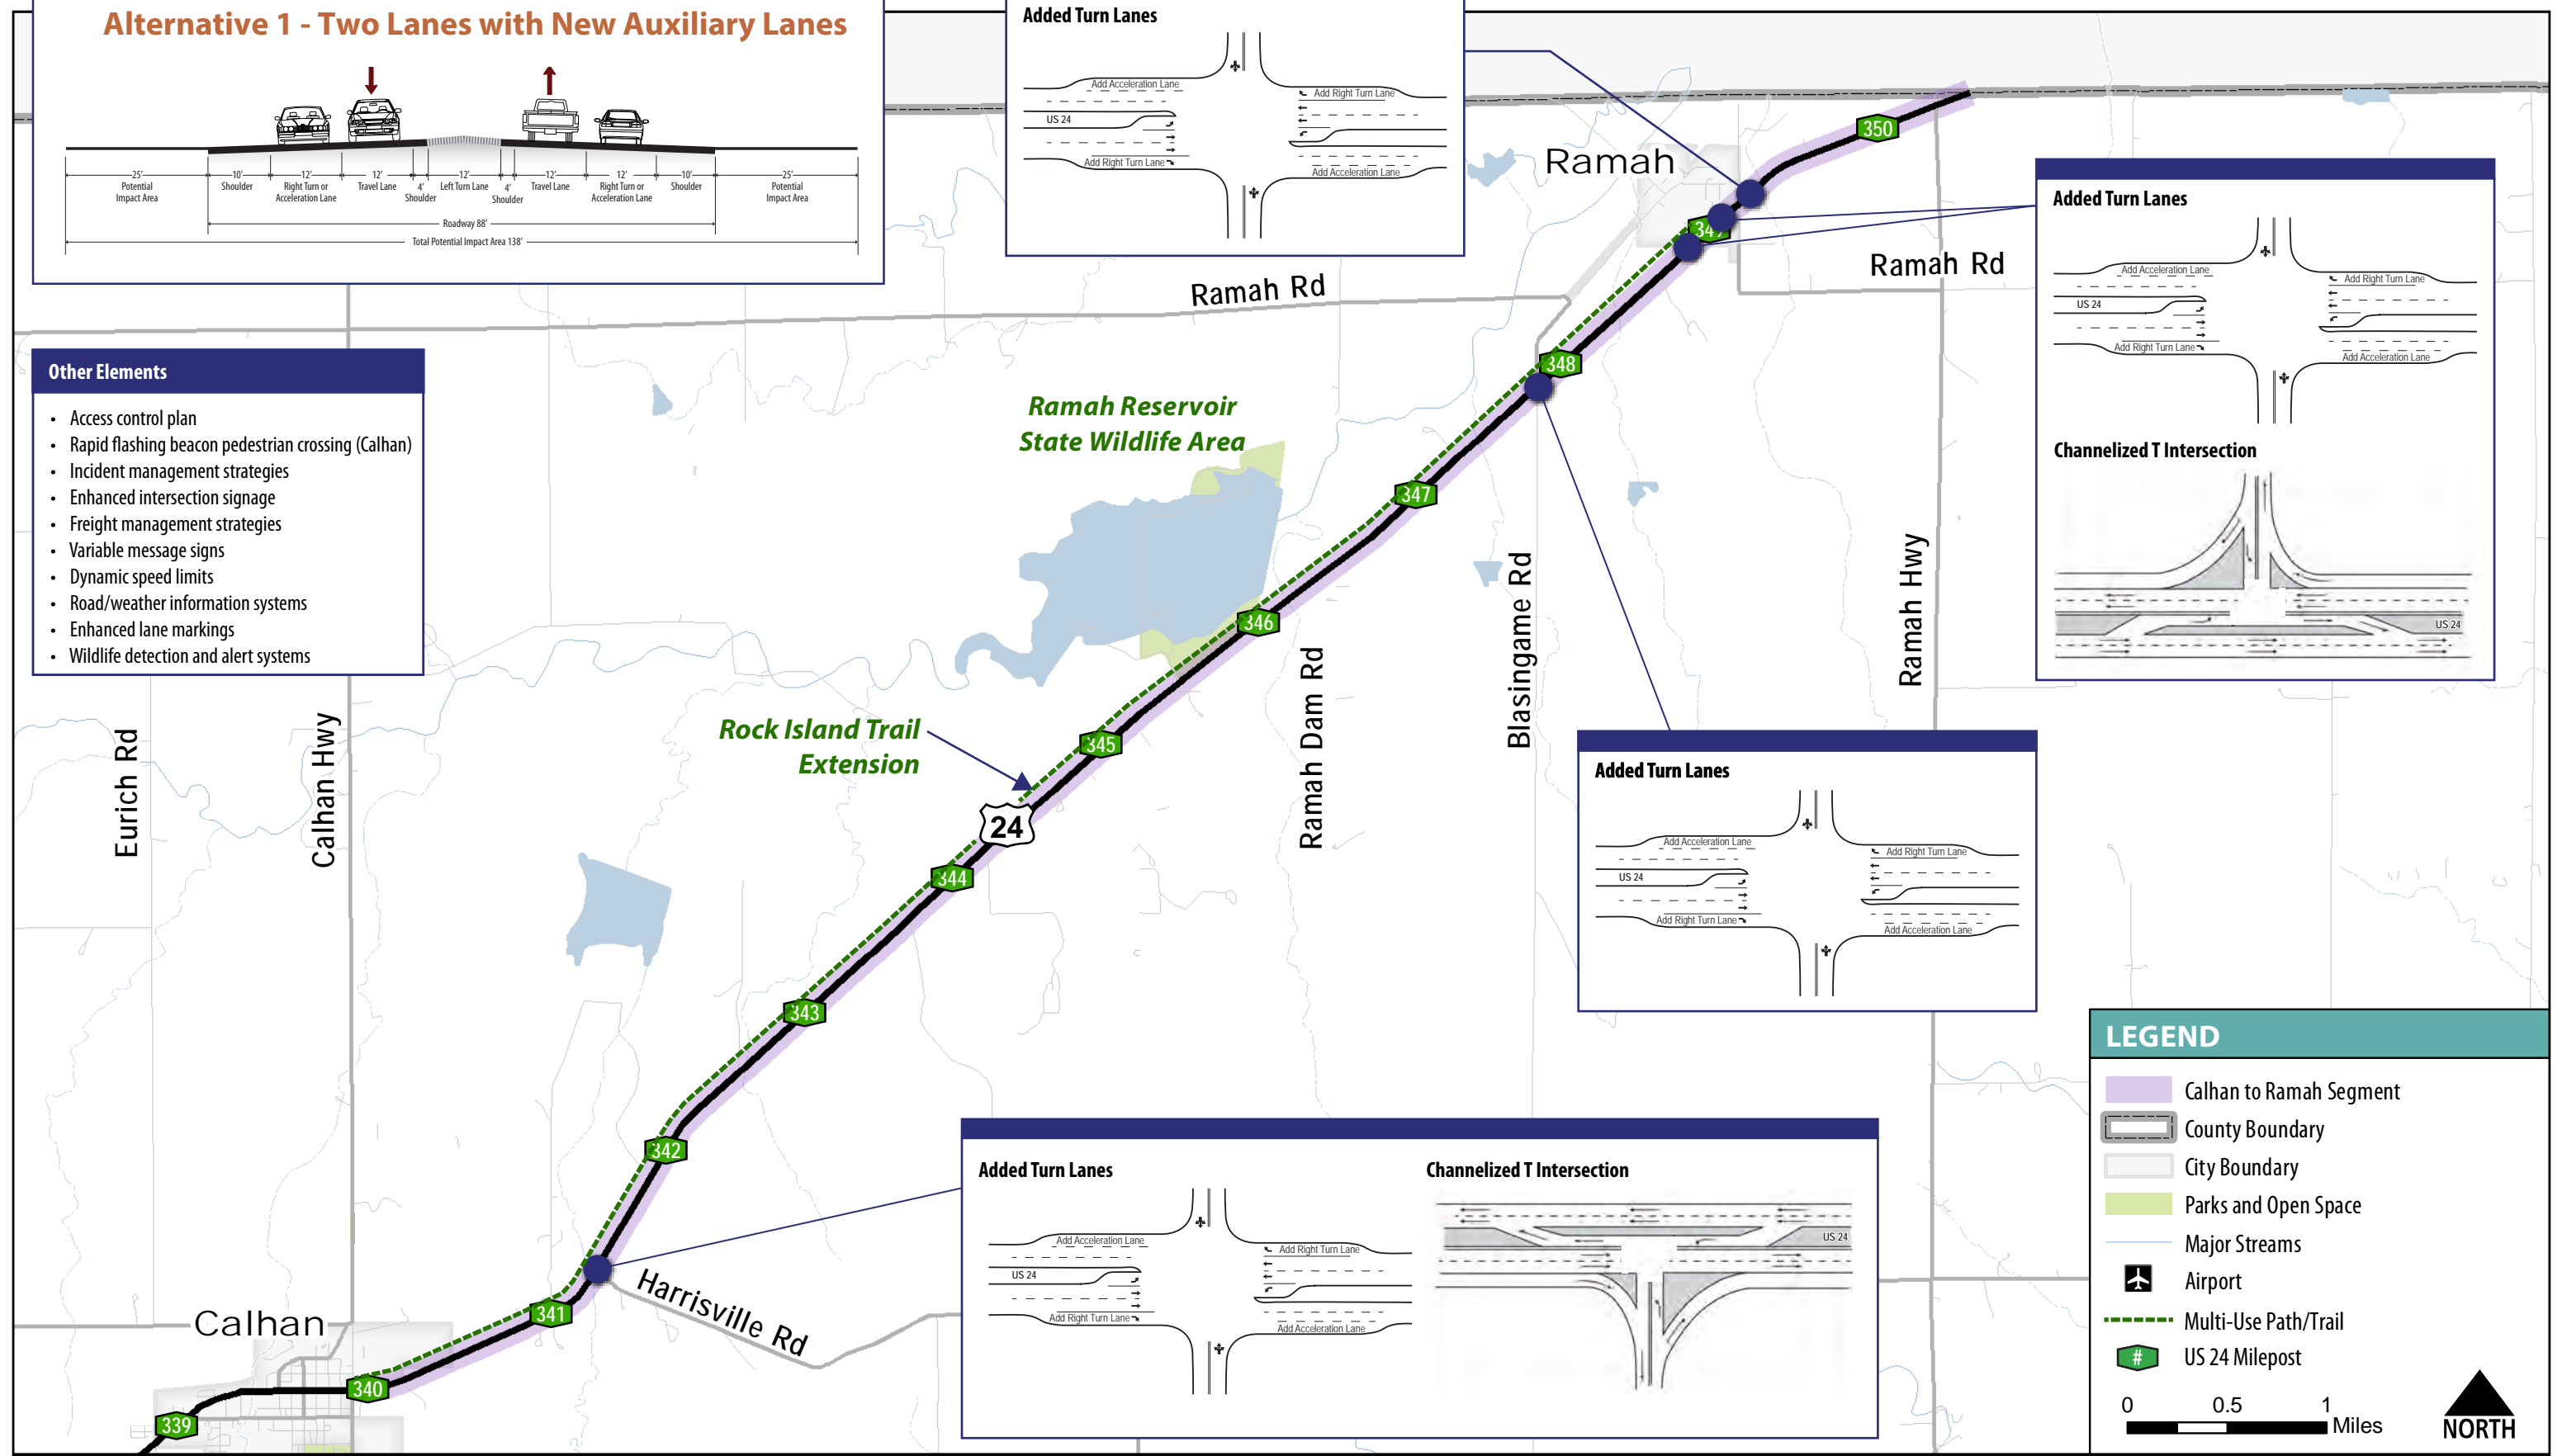 Alternative 1 - Two Lanes with New Auxiliary Lanes
25'
Potential
Impact Area
10'
Shoulder
12'
Right Turn or
Acceleration Lane
12'
Travel Lane
4'
Shoulder
12'
Left Turn Lane
4'
Shoulder
12'
Travel Lane
12'
Right Turn or
Acceleration Lane
10'
Shoulder
25'
Potential
Impact Area
Roadway 88'
Total Potential Impact Area 138'
Added Turn Lanes
Add Acceleration Lane
Add Right Turn Lane
US 24
Add Right Turn Lane
Add Acceleration Lane
Ramah
350
349
Ramah Rd
Ramah Rd
348
Added Turn Lanes
Add Acceleration Lane
Add Right Turn Lane
US 24
Add Right Turn Lane
Add Acceleration Lane
Channelized T Intersection
US 24
Other Elements
• Access control plan
• Rapid flashing beacon pedestrian crossing (Calhan)
• Incident management strategies
• Enhanced intersection signage
• Freight management strategies
• Variable message signs
• Dynamic speed limits
• Road/weather information systems
• Enhanced lane markings
• Wildlife detection and alert systems
Ramah Reservoir
State Wildlife Area
347
346
Ramah Dam Rd
Blasingame Rd
Ramah Hwy
Eurich Rd
Calhan Hwy
Rock Island Trail
Extension
345
24
344
343
342
341
340
339
Added Turn Lanes
Add Acceleration Lane
Add Right Turn Lane
US 24
Add Right Turn Lane
Add Acceleration Lane
Added Turn Lanes
Add Acceleration Lane
Add Right Turn Lane
US 24
Add Right Turn Lane
Add Acceleration Lane
Channelized T Intersection
US 24
Harrisville Rd
Calhan
LEGEND
Calhan to Ramah Segment
County Boundary
City Boundary
Parks and Open Space
Major Streams
Airport
Multi-Use Path/Trail
# US 24 Milepost
0 0.5 1
Miles
NORTH